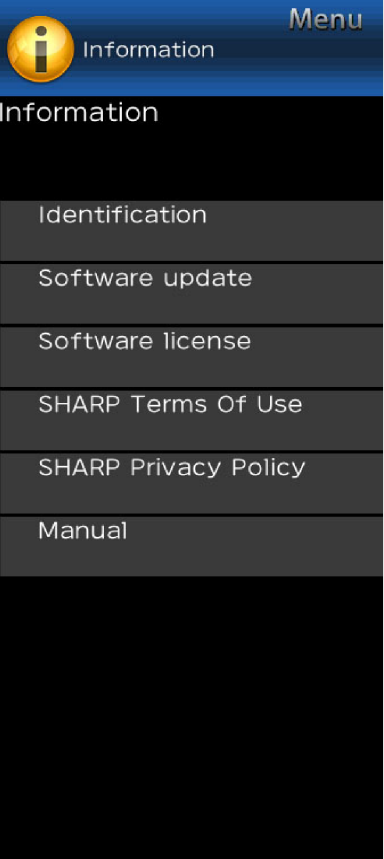 Menu
Information
Information
Identification
Software update
Software license
SHARP Terms Of Use
SHARP Privacy Policy
Manual